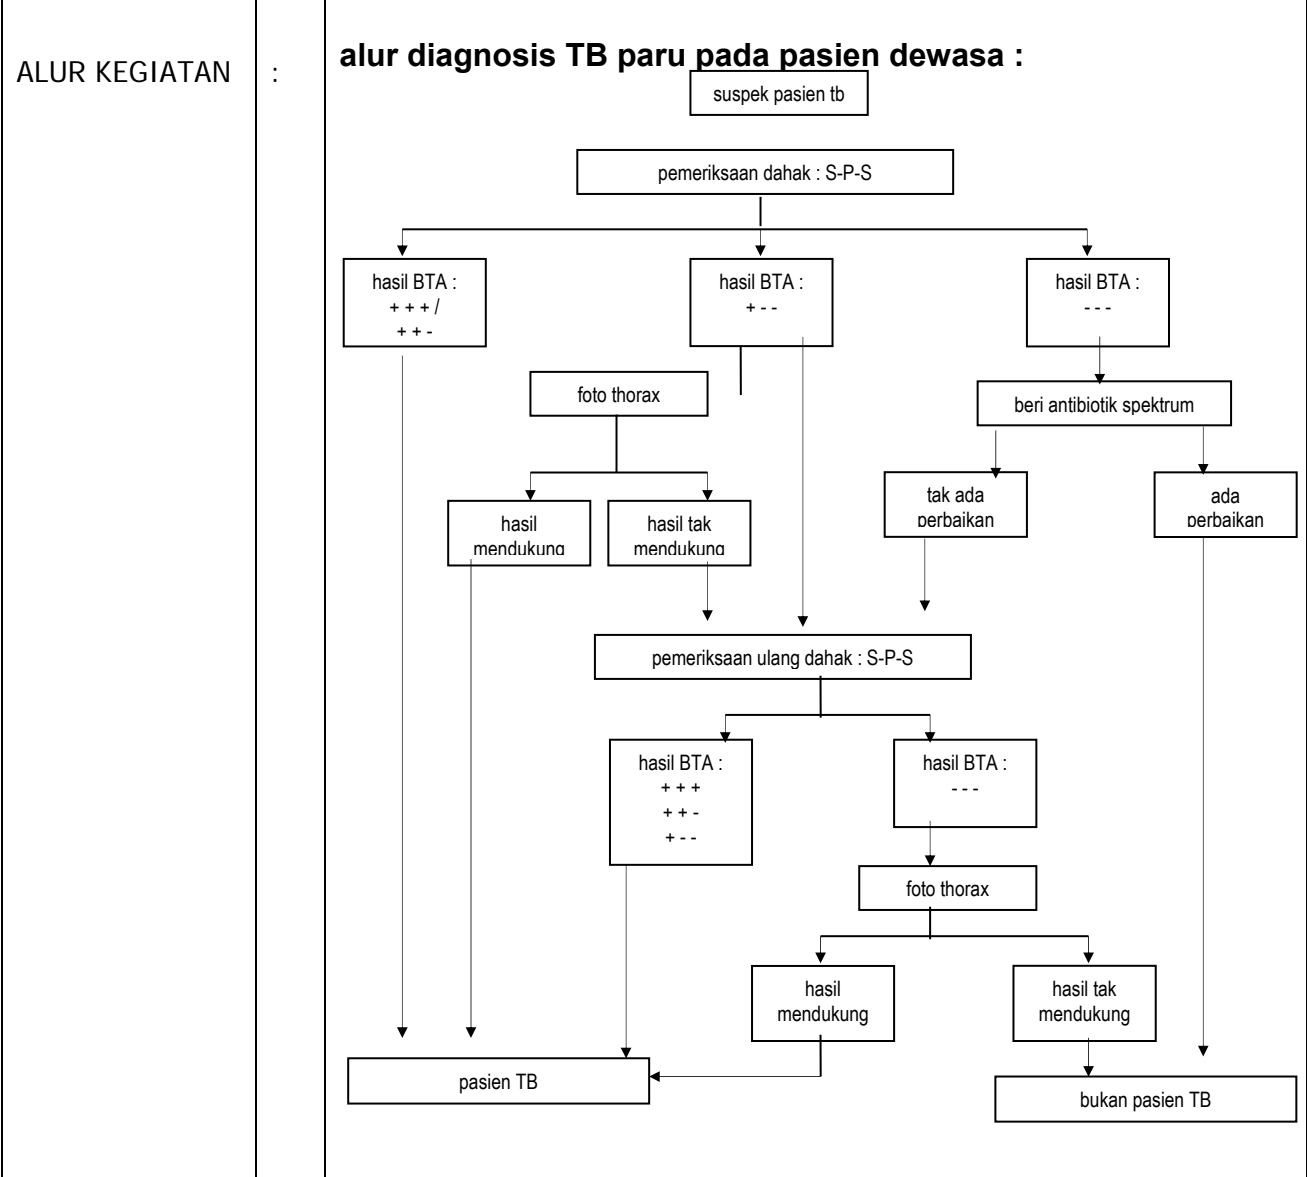 ALUR KEGIATAN :
alur diagnosis TB paru pada pasien dewasa :
suspek pasien tb
pemeriksaan dahak : S-P-S
hasil BTA :
+ + + /
+ + -
hasil BTA :
+ - -
hasil BTA :
- - -
foto thorax
beri antibiotik spektrum
hasil
mendukung
hasil tak
mendukung
tak ada
perbaikan
ada
perbaikan
pemeriksaan ulang dahak : S-P-S
hasil BTA :
+ + +
+ + -
+ - -
hasil BTA :
- - -
foto thorax
hasil
mendukung
hasil tak
mendukung
pasien TB
bukan pasien TB